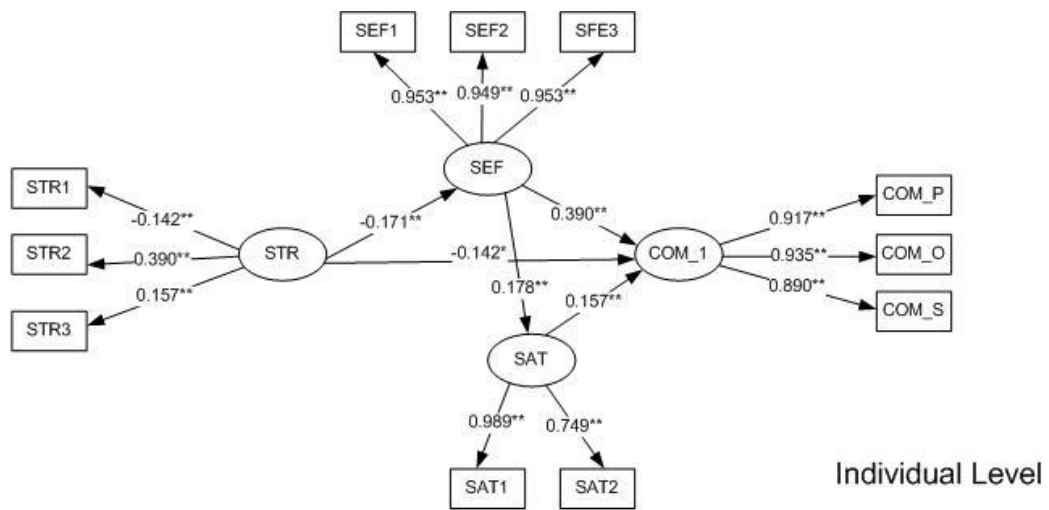 SEF1
SEF2
SFE3
0.953**
0.949**
0.953**
SEF
STR1
STR2
STR3
-0.142**
0.390**
0.157**
STR
-0.171**
-0.142*
0.390**
0.178**
0.157**
COM_1
0.917**
0.935**
0.890**
COM_P
COM_O
COM_S
SAT
0.989**
0.749**
SAT1
SAT2
Individual Level